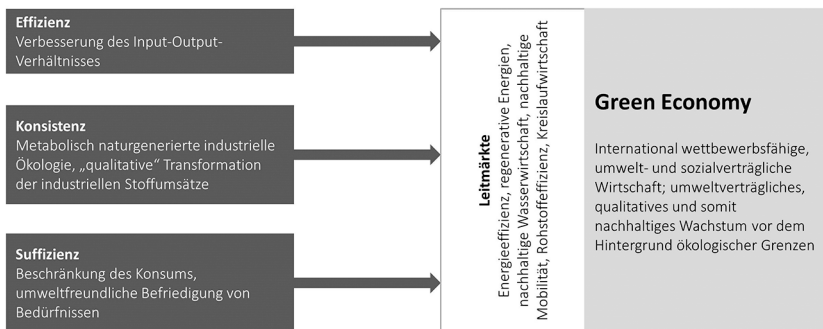 Effizienz
Verbesserung des Input-Output-
Verhältnisses
Konsistenz
Metabolisch naturgenerierte industrielle
Ökologie, „qualitative“ Transformation
der industriellen Stoffumsätze
Suffizienz
Beschränkung des Konsums,
umweltfreundliche Befriedigung von
Bedürfnissen
Leitmärkte
Energieeffizienz, regenerative Energien,
nachhaltige Wasserwirtschaft, nachhaltige
Mobilität, Rohstoffeffizienz, Kreislaufwirtschaft
Green Economy
International wettbewerbsfähige,
umwelt- und sozialverträgliche
Wirtschaft; umweltverträgliches,
qualitatives und somit
nachhaltiges Wachstum vor dem
Hintergrund ökologischer Grenzen